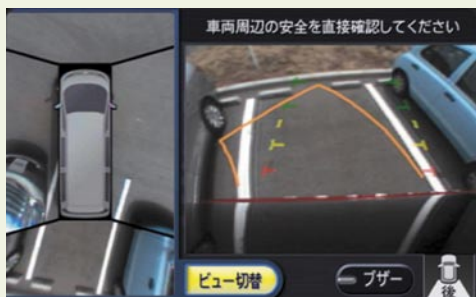 車両周辺の安全を直接確認してください
ビュー切替
ブザー
後